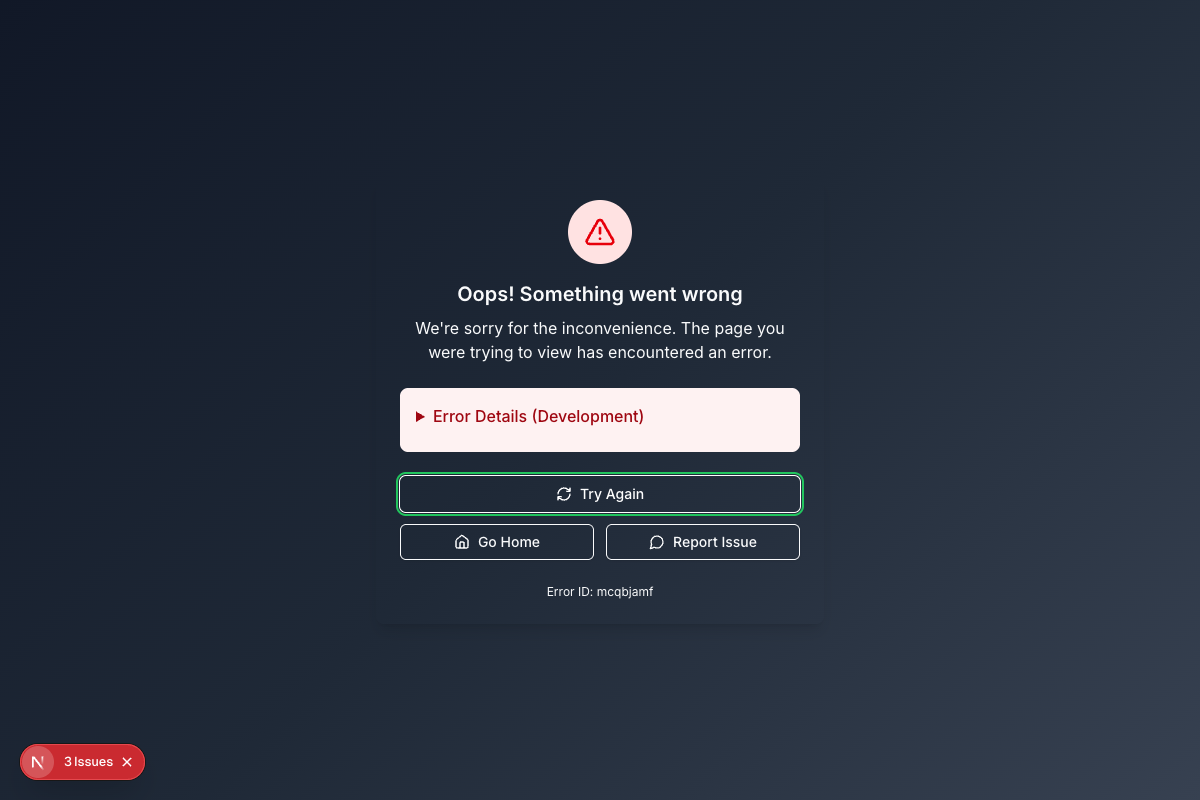 Oops! Something went wrong
We're sorry for the inconvenience. The page you
were trying to view has encountered an error.
Error Details (Development)
Try Again
Go Home
Report Issue
Error ID: mcqbjamf
N
3 Issues